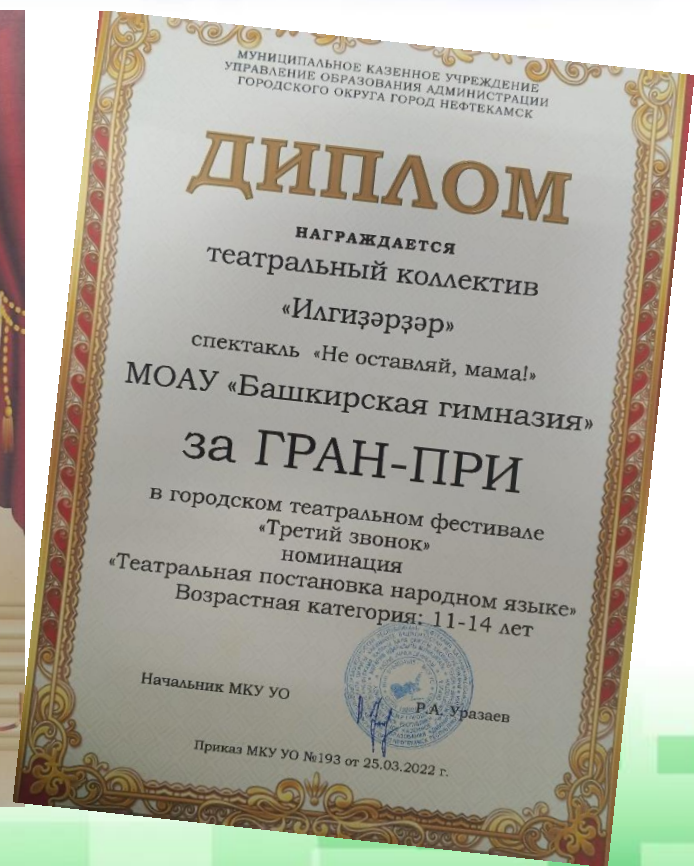 МУНИЦИПАЛЬНОЕ КАЗЕННОЕ УЧРЕЖДЕНИЕ
УПРАВЛЕНИЕ ОБРАЗОВАНИЯ АДМИНИСТРАЦИИ
ГОРОДСКОГО ОКРУГА ГОРОД НЕФТЕКАМСК
ДИПЛОМ
НАГРАЖДАЕТСЯ
театральный коллектив
«Илгиҙәрҙәр»
спектакль «Не оставляй, мама!»
МОАУ «Башкирская гимназия»
за ГРАН-ПРИ
в городском театральном фестивале
«Третий звонок»
номинация
«Театральная постановка народном языке»
Возрастная категория: 11-14 лет
Начальник МКУ УО
Р.А. Уразаев
Приказ МКУ УО №193 от 25.03.2022 г.